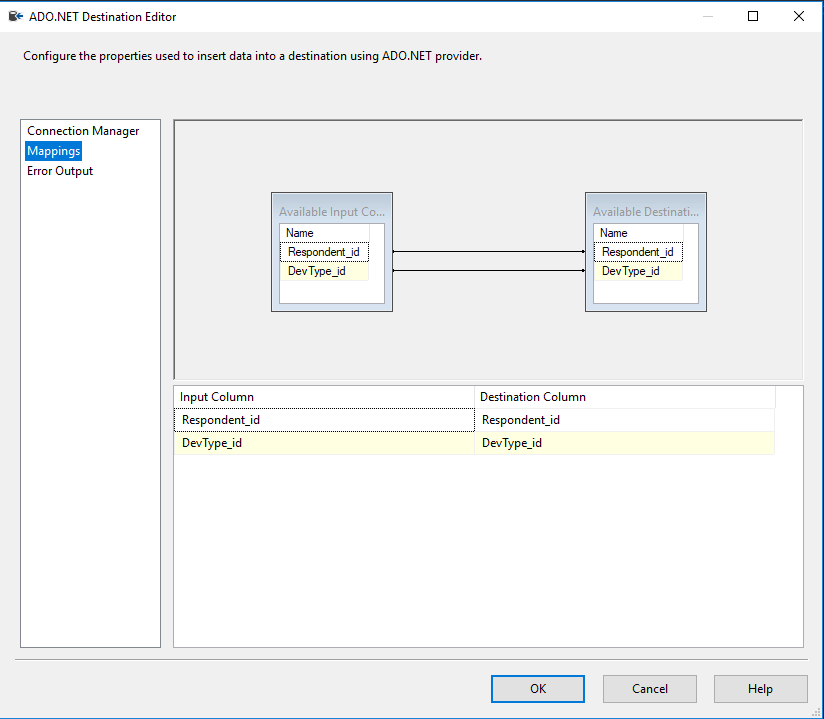 ADO.NET Destination Editor
Configure the properties used to insert data into a destination using ADO.NET provider.
Connection Manager
Mappings
Error Output
Available Input Co...
Name
Respondent_id
DevType_id
Available Destinati...
Name
Respondent_id
DevType_id
Input Column Destination Column
Respondent_id Respondent_id
DevType_id DevType_id
OK Cancel Help